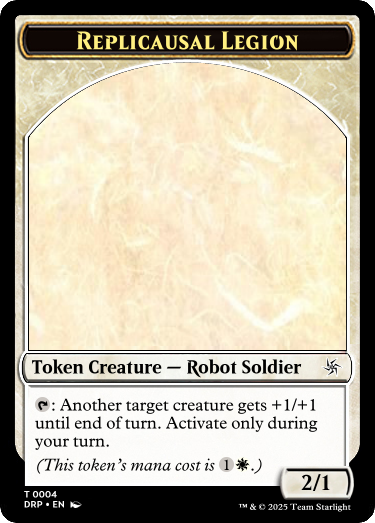 REPLICAUSAL LEGION
Token Creature — Robot Soldier
: Another target creature gets +1/+1
until end of turn. Activate only during
your turn.
(This token's mana cost is 1 .)
2/1
T 0004
DRP • EN
™ & © 2025 Team Starlight